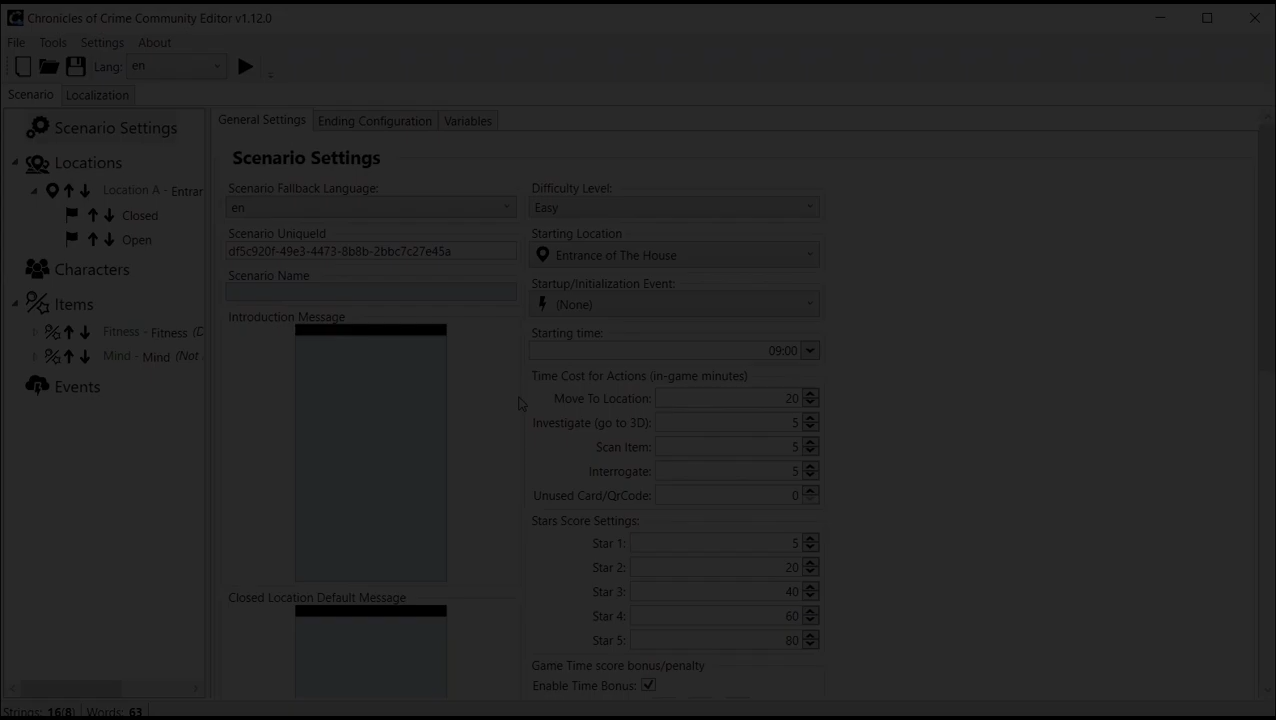 Chronicles of Crime Community Editor v1.12.0
File Tools Settings About
Lang: en
Scenario Localization
Scenario Settings
Locations
Location A - Entrar
Closed
Open
Characters
Items
Fitness - Fitness (D
Mind - Mind (Not
Events
General Settings Ending Configuration Variables
Scenario Settings
Scenario Fallback Language:
en
Scenario UniqueId
df5c920f-49e3-4473-8b8b-2bbc7c27e45a
Scenario Name
Introduction Message
Closed Location Default Message
Difficulty Level:
Easy
Starting Location
Entrance of The House
Startup/Initialization Event:
(None)
Starting time:
09:00
Time Cost for Actions (in-game minutes)
Move To Location: 20
Investigate (go to 3D): 5
Scan Item: 5
Interrogate: 5
Unused Card/QrCode: 0
Stars Score Settings:
Star 1: 5
Star 2: 20
Star 3: 40
Star 4: 60
Star 5: 80
Game Time score bonus/penalty
Enable Time Bonus:
Strings: 16(8) Words: 63